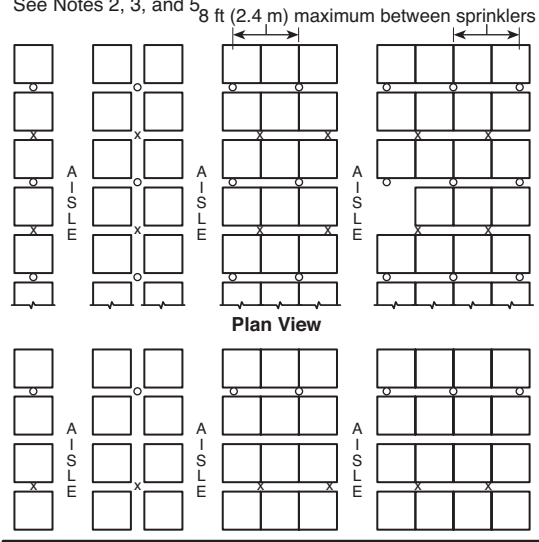 See Notes 2, 3, and 5
8 ft (2.4 m) maximum between sprinklers
AISLE
AISLE
AISLE
Plan View
AISLE
AISLE
AISLE